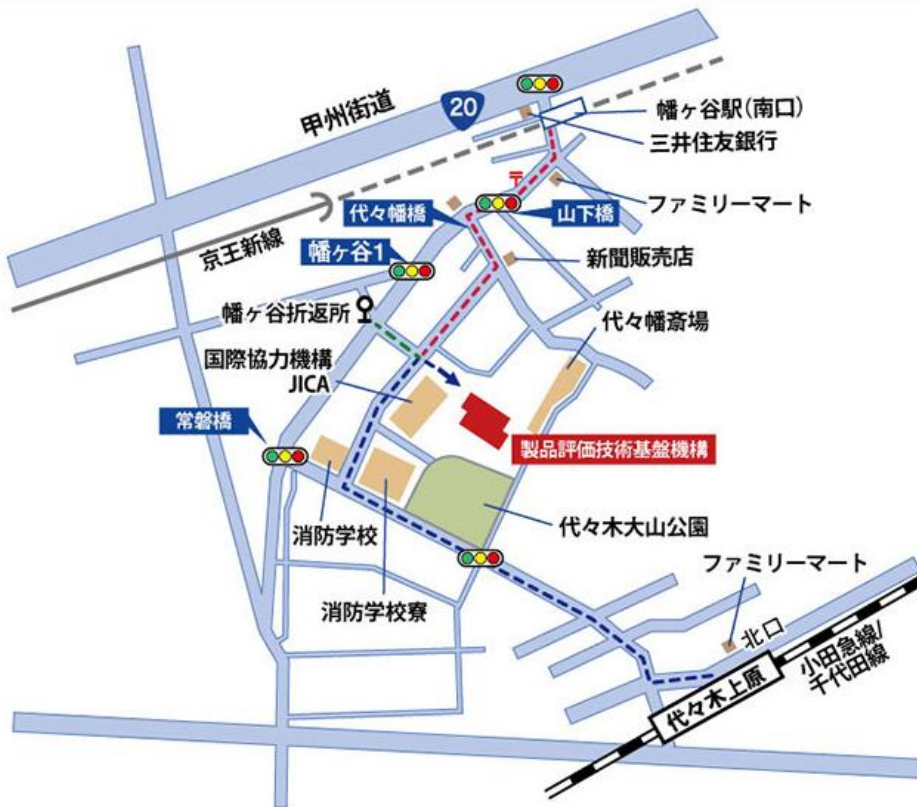 甲州街道
20
幡ヶ谷駅(南口)
三井住友銀行
〒
ファミリーマート
代々幡橋
山下橋
京王新線
幡ヶ谷1
新聞販売店
幡ヶ谷折返所
代々幡斎場
国際協力機構
JICA
常磐橋
製品評価技術基盤機構
消防学校
代々木大山公園
ファミリーマート
消防学校寮
北口
小田急線/
千代田線
代々木上原